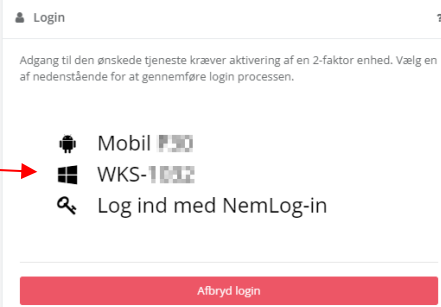 Login
?
Adgang til den ønskede tjeneste kræver aktivering af en 2-faktor enhed. Vælg en
af nedenstående for at gennemføre login processen.
Mobil
WKS-
Log ind med NemLog-in
Afbryd login